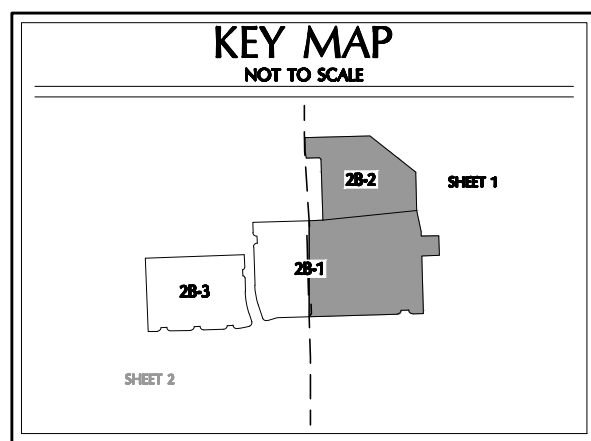 KEY MAP
NOT TO SCALE
2B-2
SHEET 1
2B-1
2B-3
SHEET 2